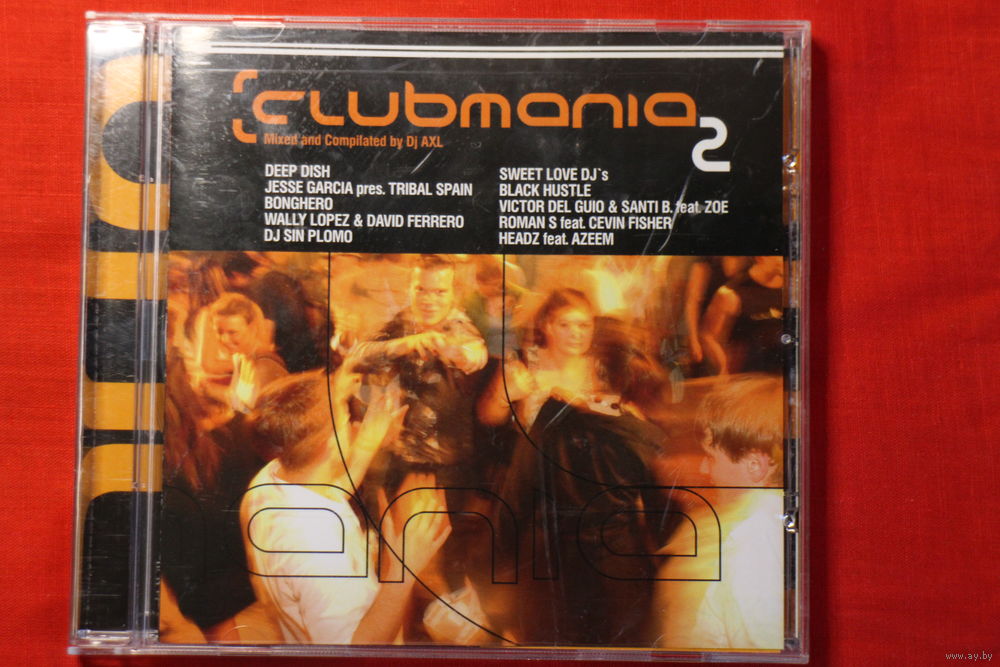 clubmania
2
Mixed and Compilated by Dj AXL
DEEP DISH
JESSE GARCIA pres. TRIBAL SPAIN
BONGHERO
WALLY LOPEZ & DAVID FERRERO
DJ SIN PLOMO
SWEET LOVE DJ`s
BLACK HUSTLE
VICTOR DEL GUIO & SANTI B. feat. ZOE
ROMAN S feat. CEVIN FISHER
HEADZ feat. AZEEM
mania
www.ay.by